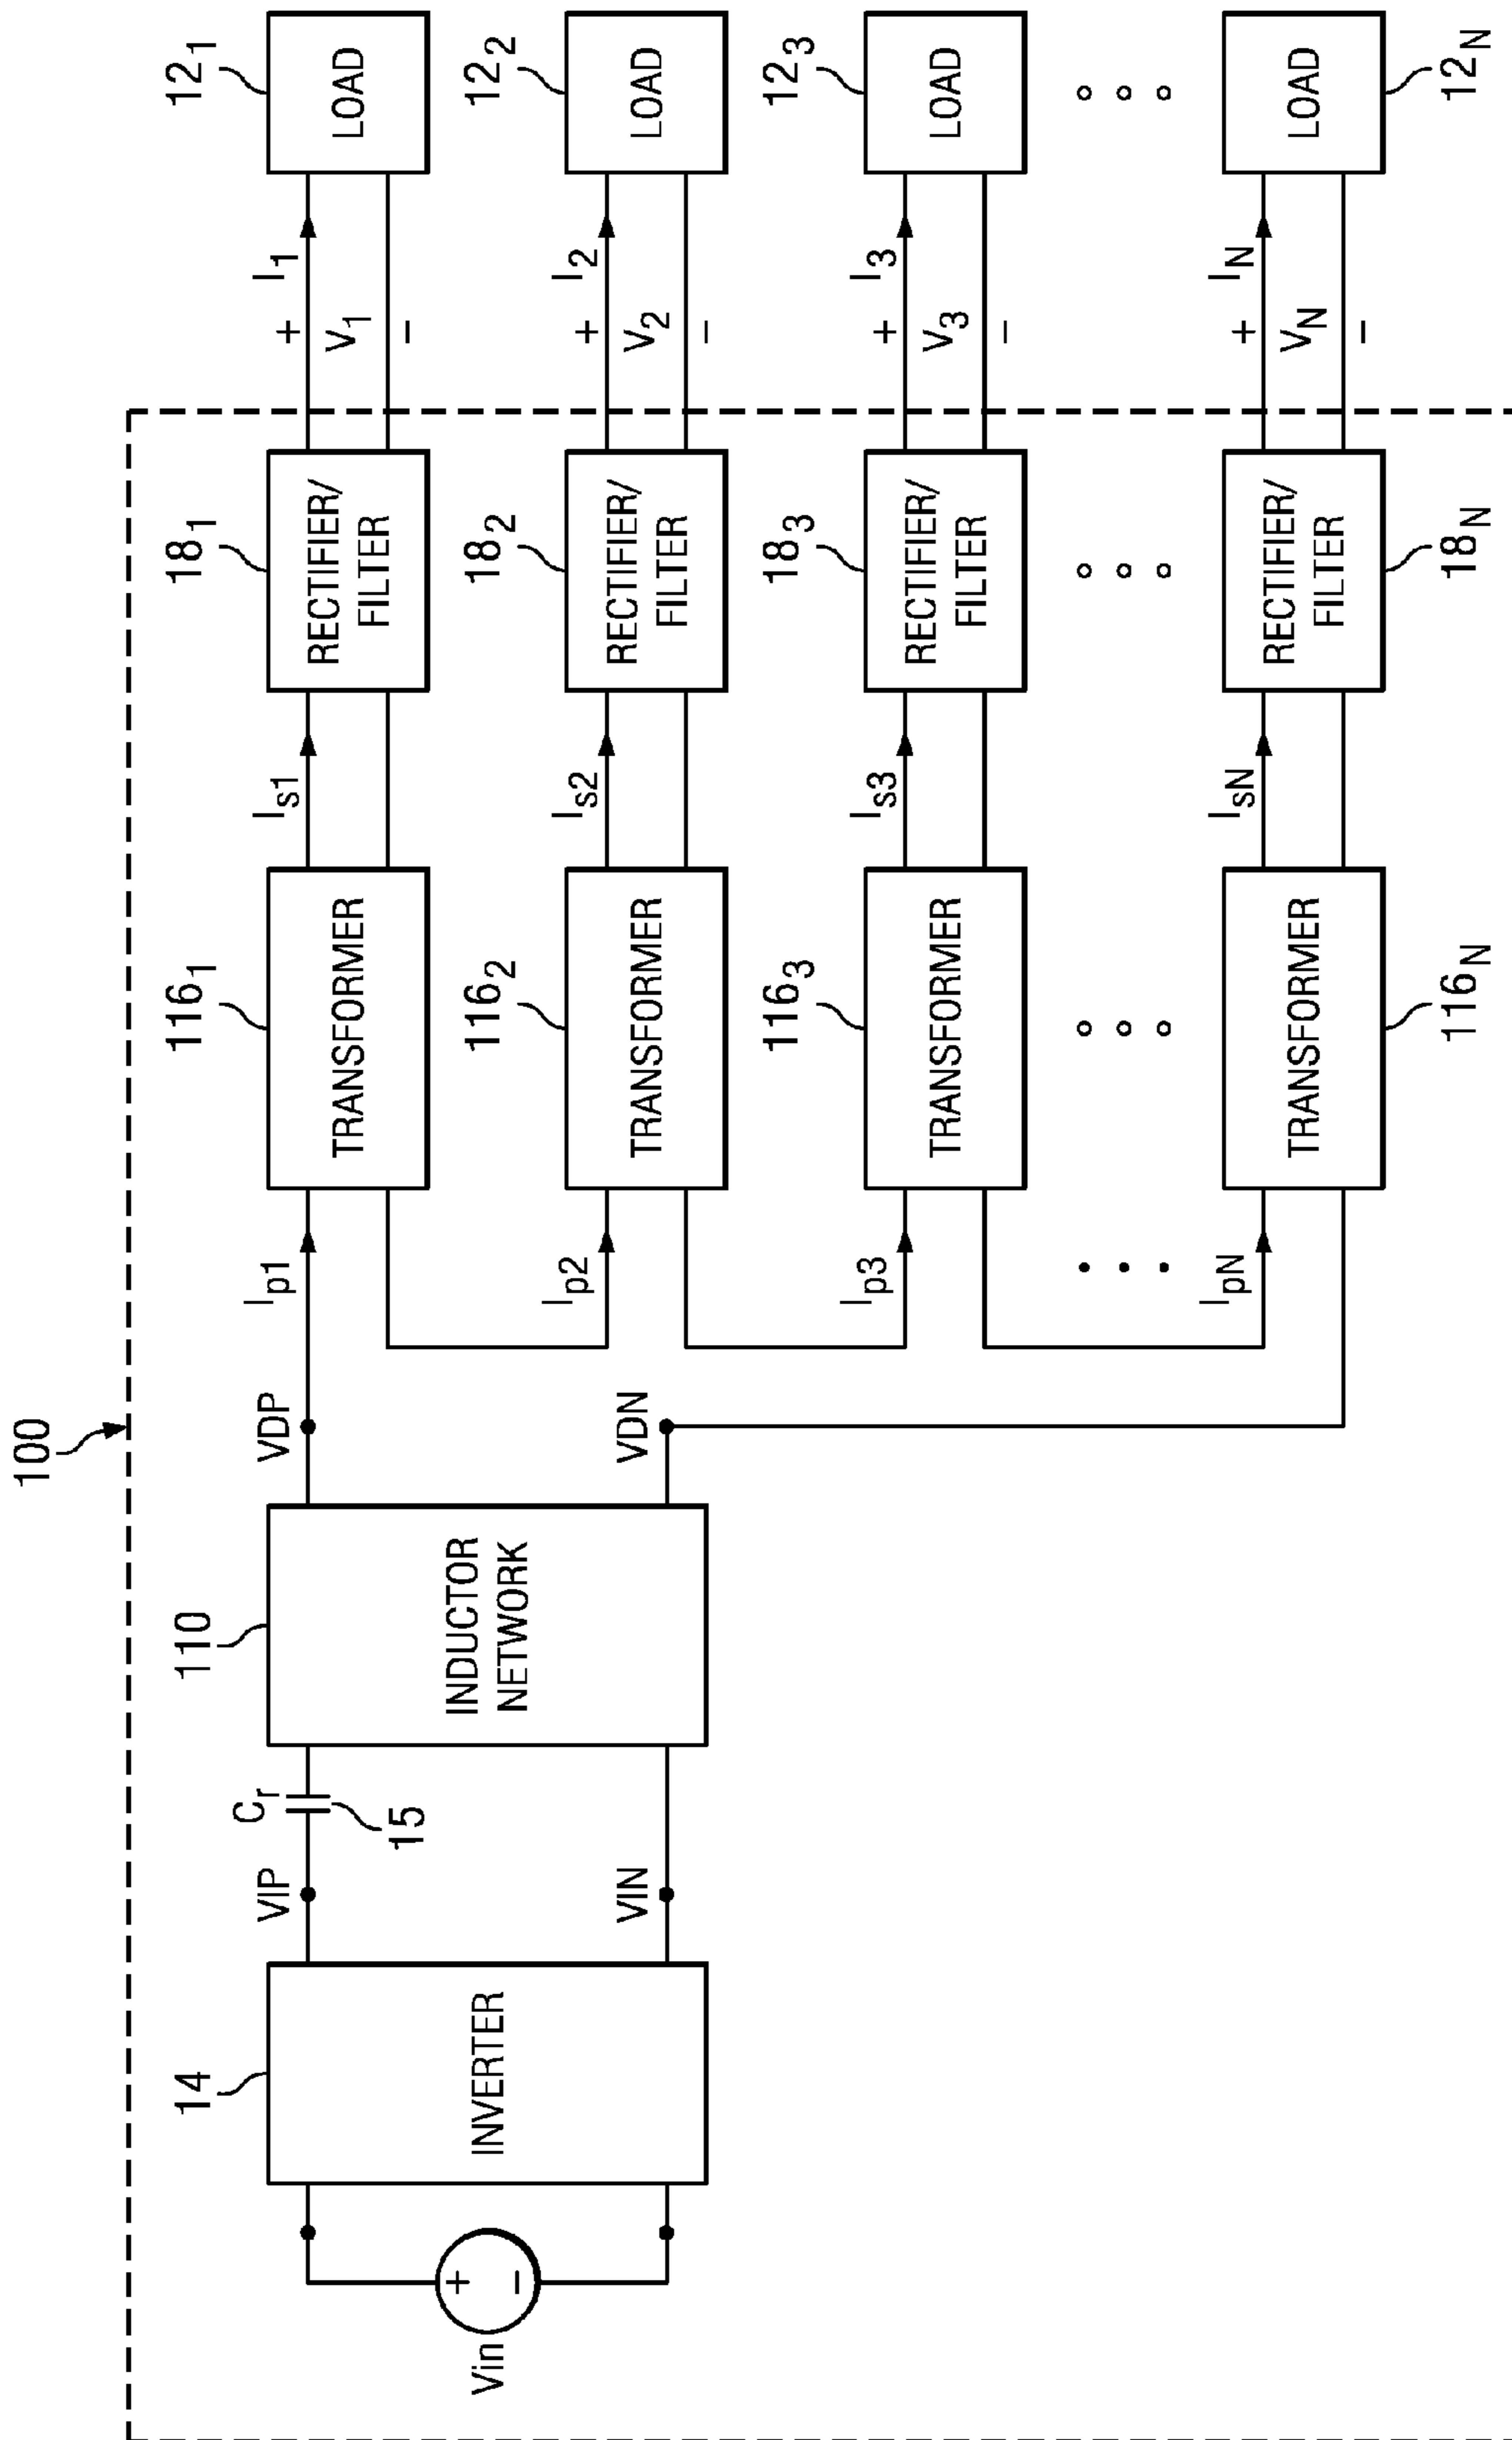 100
14
INVERTER
Vin
+
−
VIP
VIN
Cr
15
110
INDUCTOR
NETWORK
VDP
VDN
Ip1
116₁
TRANSFORMER
Is1
18₁
RECTIFIER/
FILTER
+
V₁
−
I₁
12₁
LOAD
Ip2
116₂
TRANSFORMER
Is2
18₂
RECTIFIER/
FILTER
+
V₂
−
I₂
12₂
LOAD
Ip3
116₃
TRANSFORMER
Is3
18₃
RECTIFIER/
FILTER
+
V₃
−
I₃
12₃
LOAD
IpN
116N
TRANSFORMER
IsN
18N
RECTIFIER/
FILTER
+
VN
−
IN
12N
LOAD